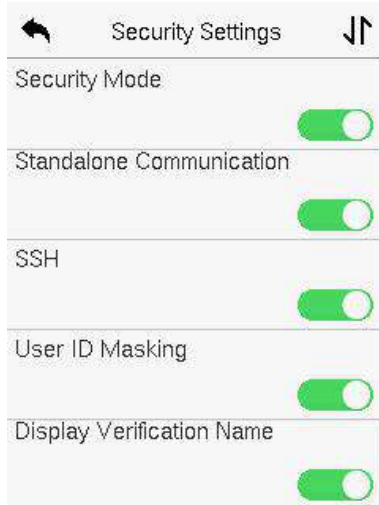 Security Settings
Security Mode
Standalone Communication
SSH
User ID Masking
Display Verification Name